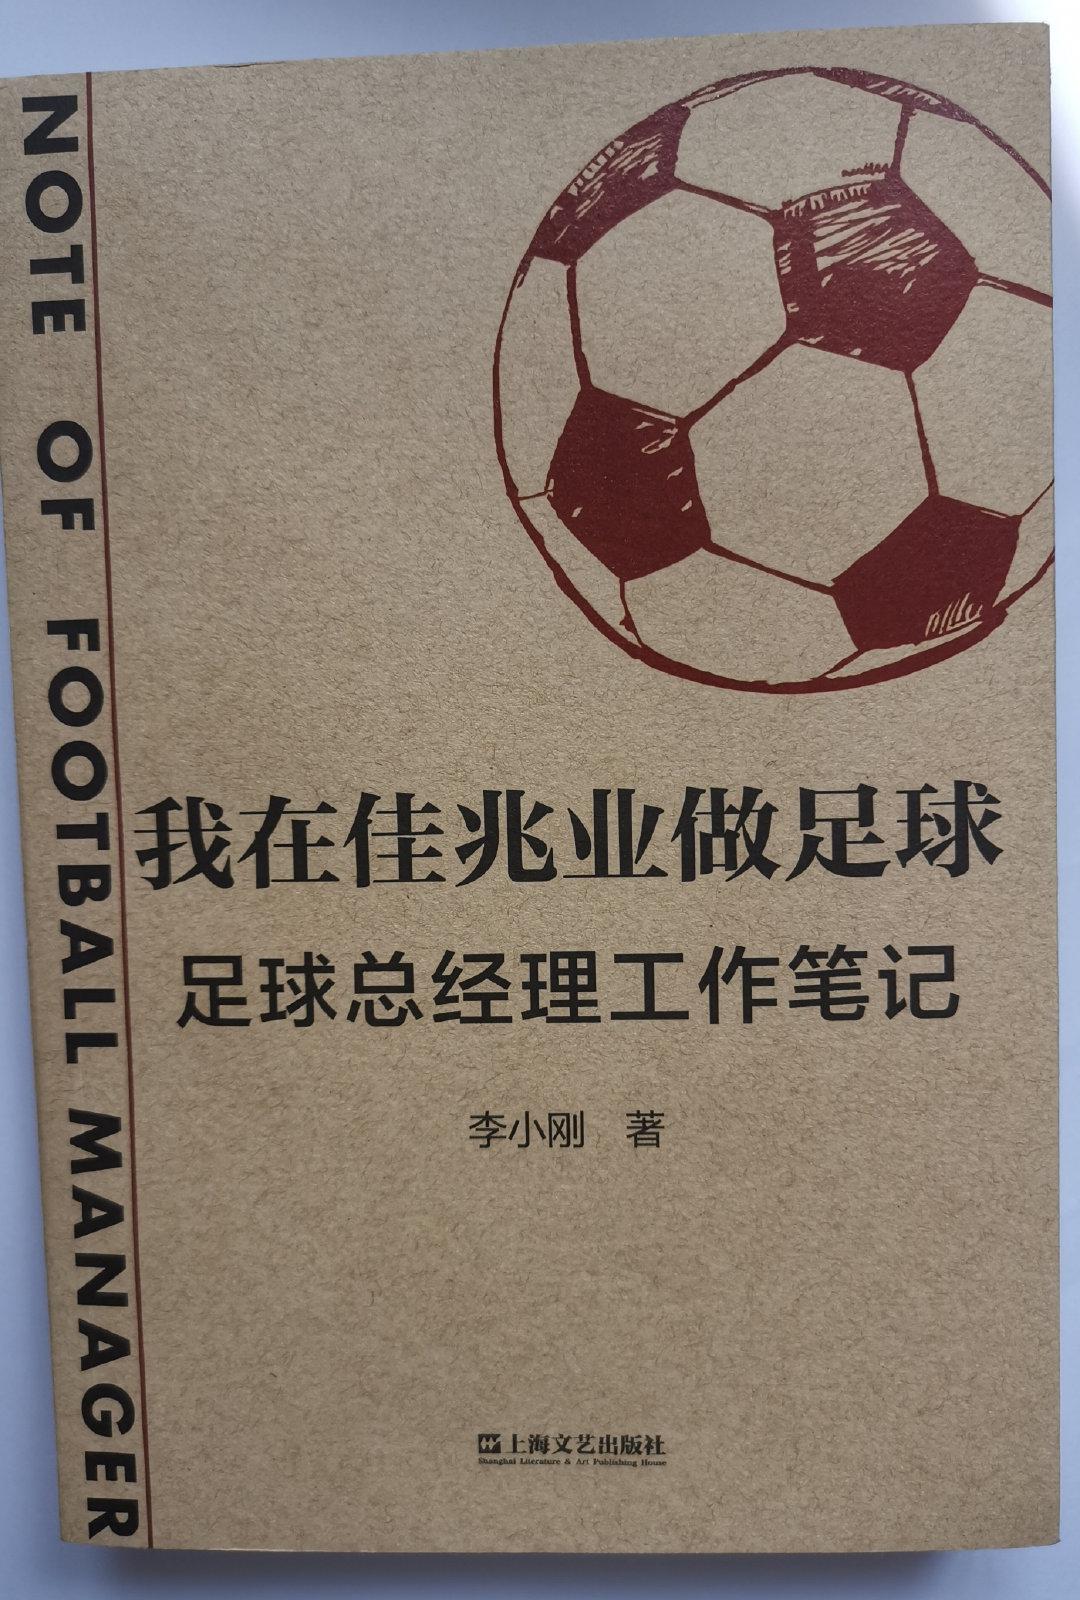 NOTE OF FOOTBALL MANAGER
我在佳兆业做足球
足球总经理工作笔记
李小刚 著
上海文艺出版社
Shanghai Literature & Art Publishing House